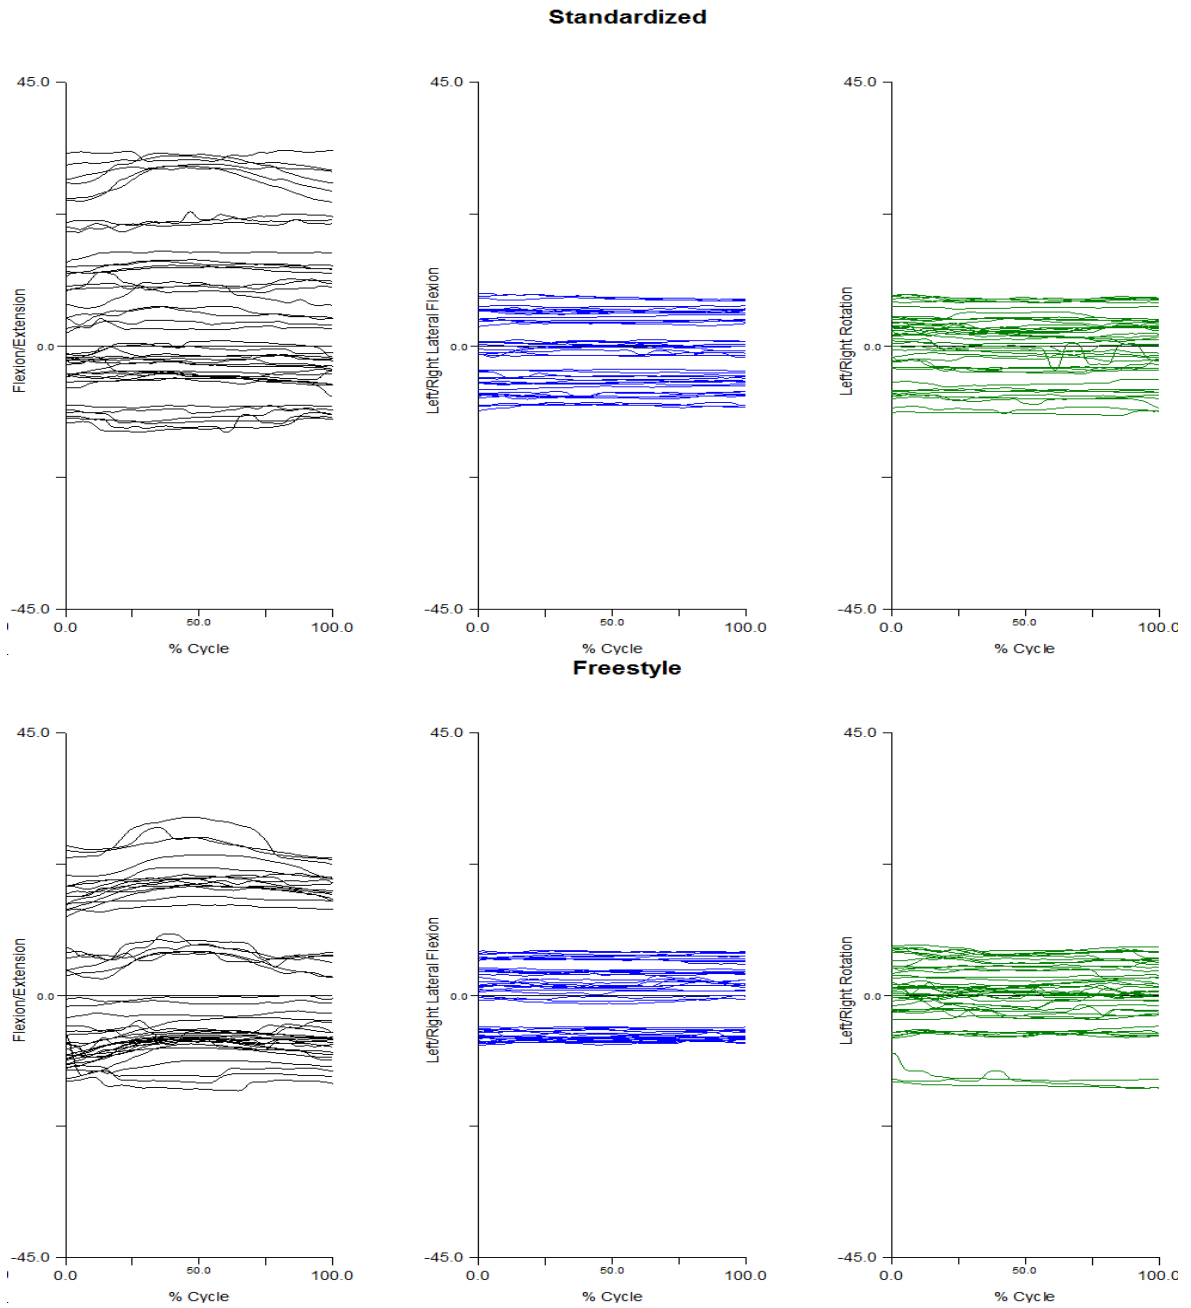 Standardized
45.0 45.0 45.0
Flexion/Extension Left/Right Lateral Flexion Left/Right Rotation
0.0 0.0 0.0
-45.0 -45.0 -45.0
0.0 50.0 100.0 0.0 50.0 100.0 0.0 50.0 100.0
% Cycle % Cycle % Cycle
Freestyle
45.0 45.0 45.0
Flexion/Extension Left/Right Lateral Flexion Left/Right Rotation
0.0 0.0 0.0
-45.0 -45.0 -45.0
0.0 50.0 100.0 0.0 50.0 100.0 0.0 50.0 100.0
% Cycle % Cycle % Cycle